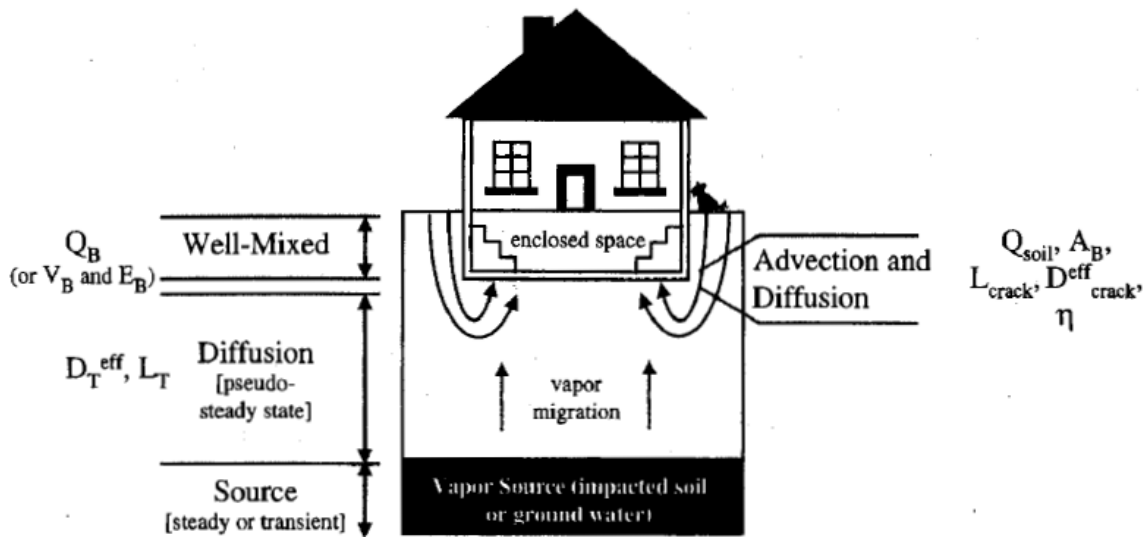 Q_B
(or V_B and E_B)
Well-Mixed
enclosed space
Advection and
Diffusion
Q_soil, A_B,
L_crack, D^eff_crack,
η
D_T^eff, L_T
Diffusion
[pseudo-
steady state]
vapor
migration
Source
[steady or transient]
Vapor Source (impacted soil
or ground water)